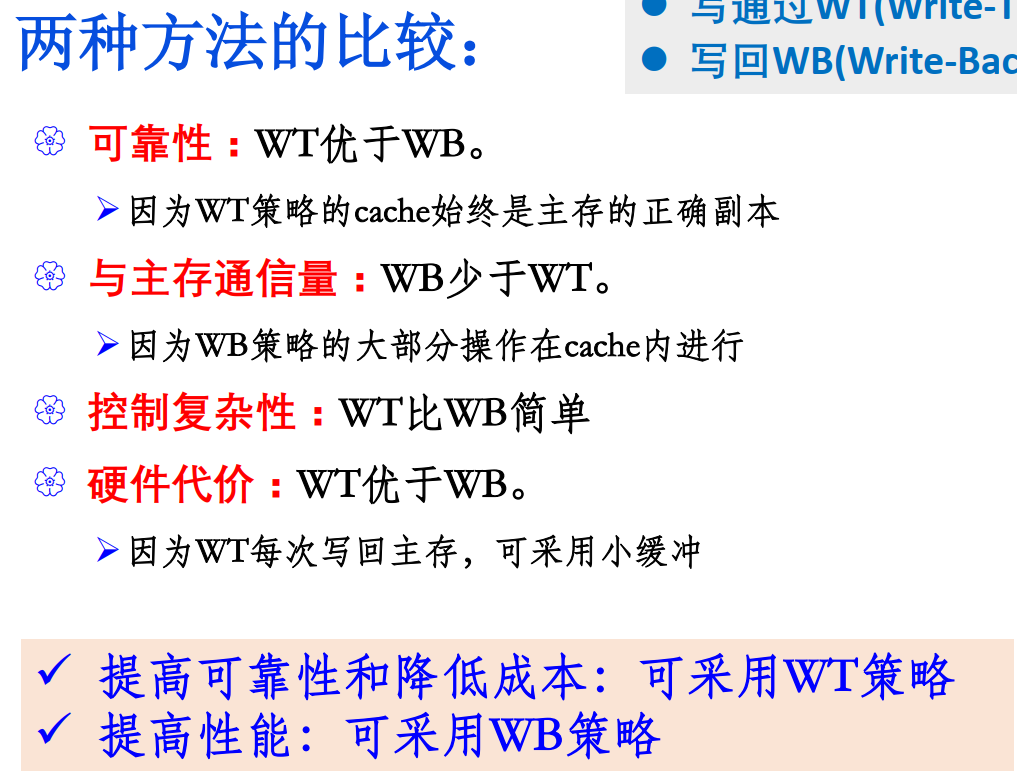 两种方法的比较：
写通过WT(Write-T
写回WB(Write-Bac
可靠性：WT优于WB。
因为WT策略的cache始终是主存的正确副本
与主存通信量：WB少于WT。
因为WB策略的大部分操作在cache内进行
控制复杂性：WT比WB简单
硬件代价：WT优于WB。
因为WT每次写回主存，可采用小缓冲
✓ 提高可靠性和降低成本：可采用WT策略
✓ 提高性能：可采用WB策略